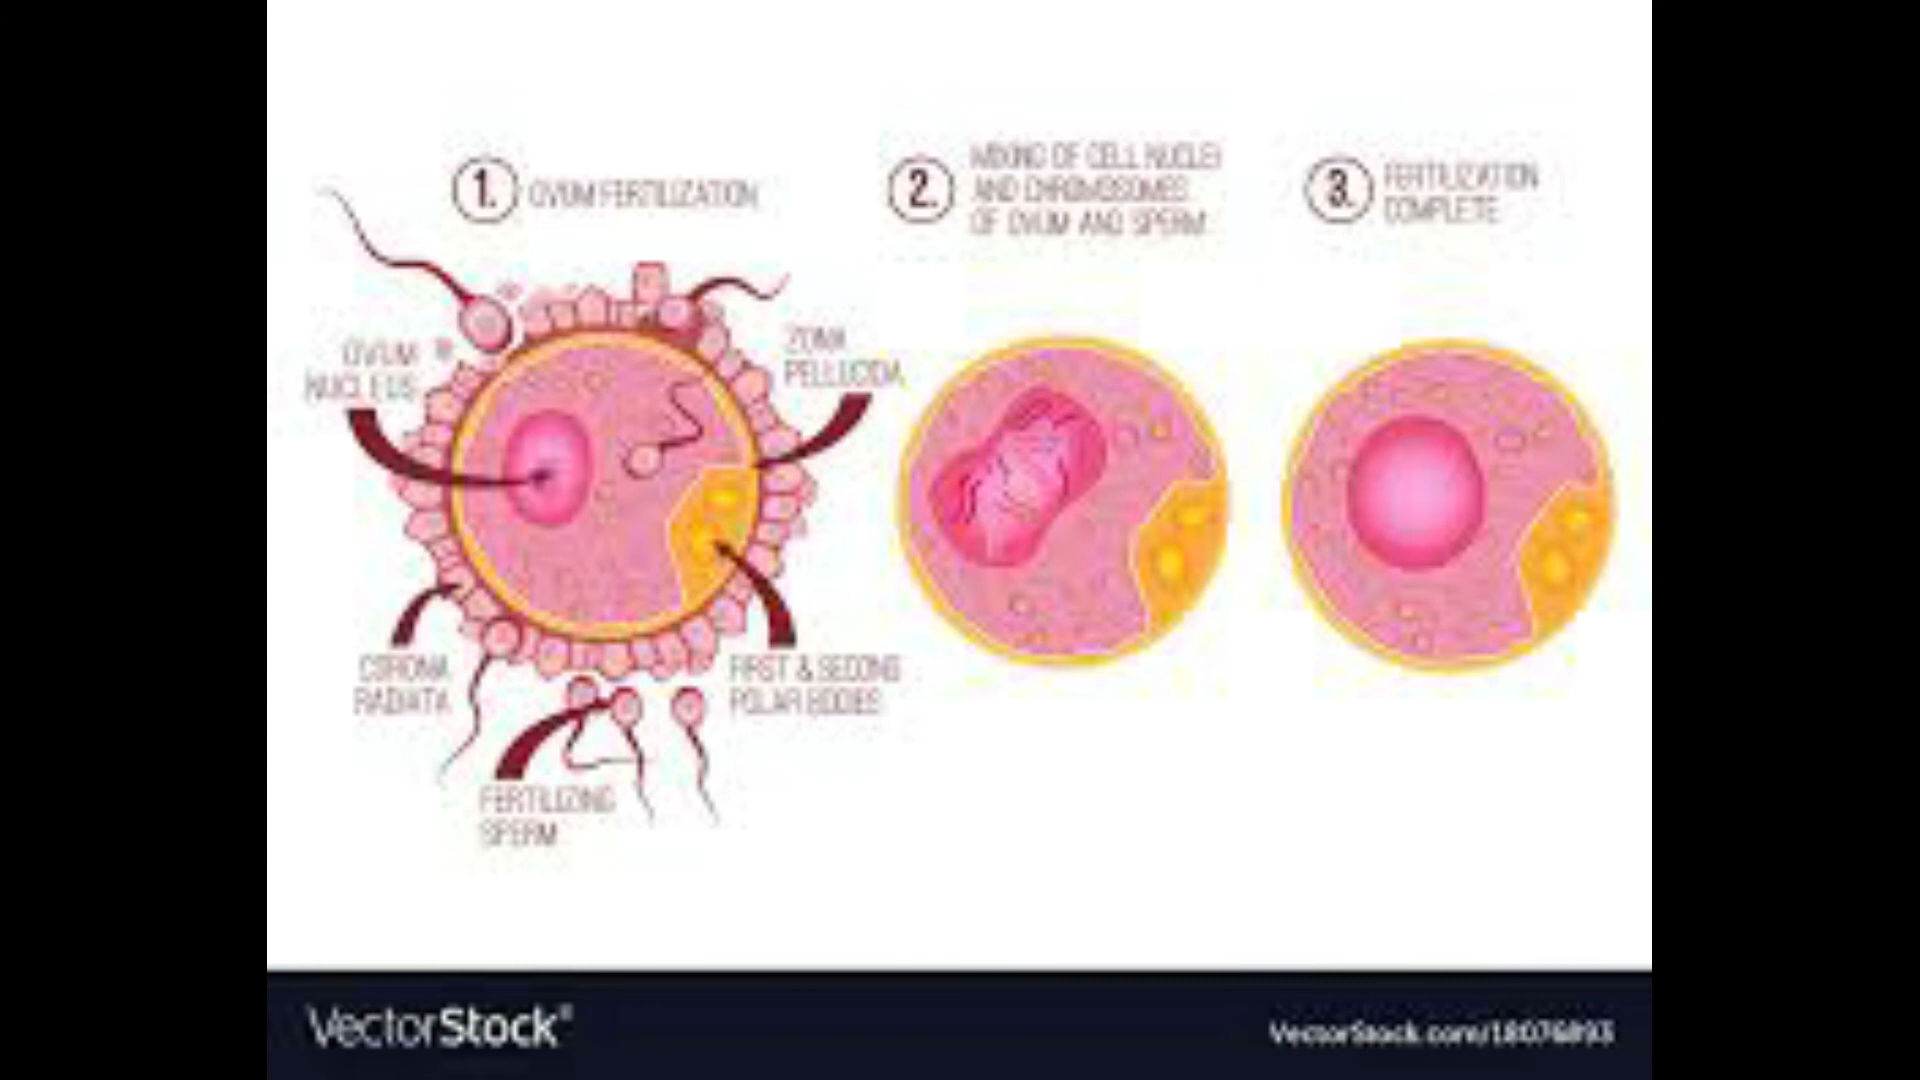 1. OVUM FERTILIZATION
2. MIXING OF CELL NUCLEI
AND CHROMOSOMES
OF OVUM AND SPERM
3. FERTILIZATION
COMPLETE
OVUM
NUCLEUS
ZONA
PELLUCIDA
CORONA
RADIATA
FIRST & SECOND
POLAR BODIES
FERTILIZING
SPERM
VectorStock®
VectorStock.com/18076893